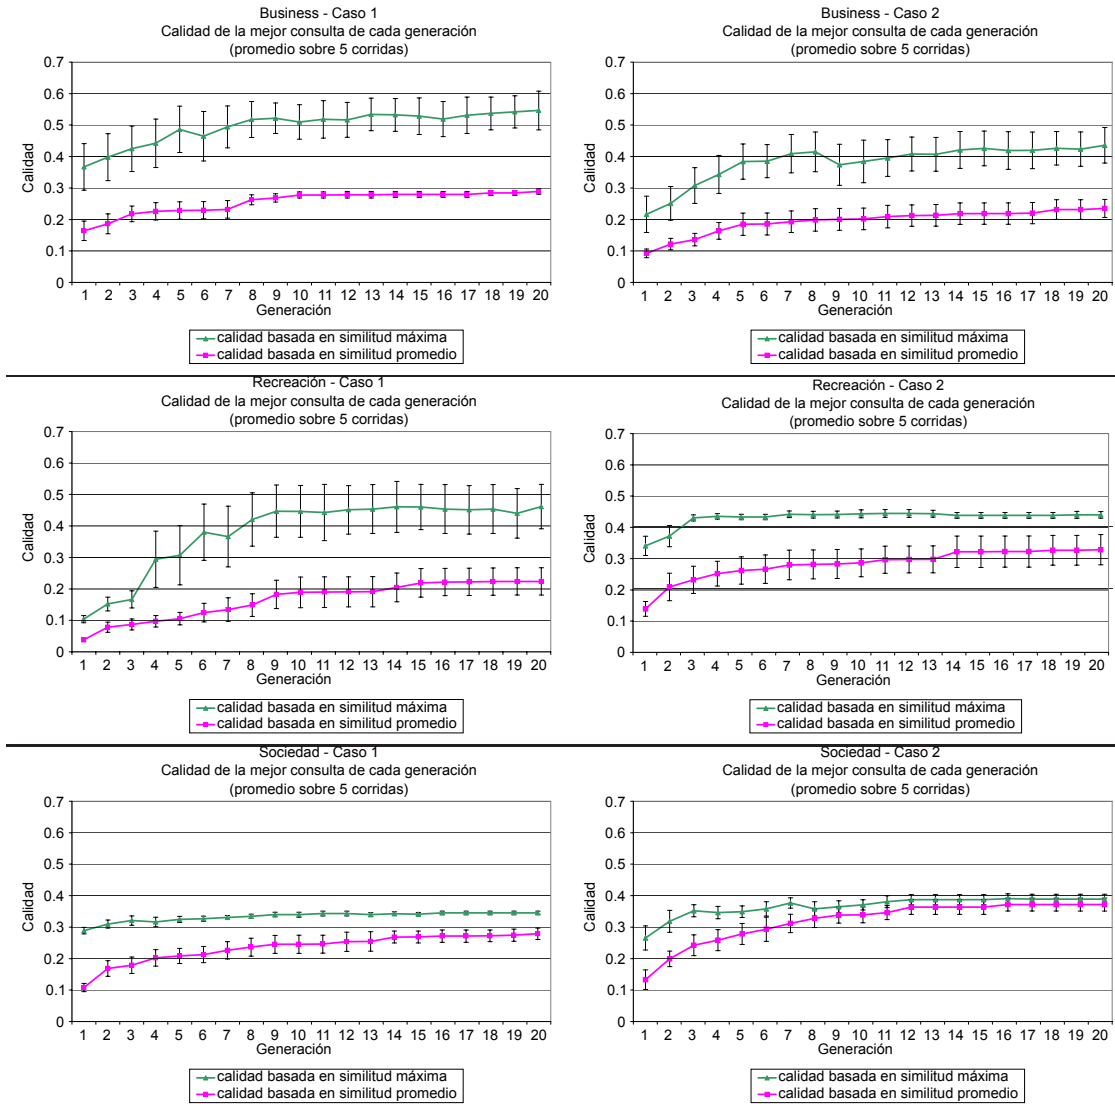 Business - Caso 1
Calidad de la mejor consulta de cada generación
(promedio sobre 5 corridas)
0.7
0.6
0.5
0.4
0.3
0.2
0.1
0
Calidad
1 2 3 4 5 6 7 8 9 10 11 12 13 14 15 16 17 18 19 20
Generación
calidad basada en similitud máxima
calidad basada en similitud promedio
Business - Caso 2
Calidad de la mejor consulta de cada generación
(promedio sobre 5 corridas)
0.7
0.6
0.5
0.4
0.3
0.2
0.1
0
Calidad
1 2 3 4 5 6 7 8 9 10 11 12 13 14 15 16 17 18 19 20
Generación
calidad basada en similitud máxima
calidad basada en similitud promedio
Recreación - Caso 1
Calidad de la mejor consulta de cada generación
(promedio sobre 5 corridas)
0.7
0.6
0.5
0.4
0.3
0.2
0.1
0
Calidad
1 2 3 4 5 6 7 8 9 10 11 12 13 14 15 16 17 18 19 20
Generación
calidad basada en similitud máxima
calidad basada en similitud promedio
Recreación - Caso 2
Calidad de la mejor consulta de cada generación
(promedio sobre 5 corridas)
0.7
0.6
0.5
0.4
0.3
0.2
0.1
0
Calidad
1 2 3 4 5 6 7 8 9 10 11 12 13 14 15 16 17 18 19 20
Generación
calidad basada en similitud máxima
calidad basada en similitud promedio
Sociedad - Caso 1
Calidad de la mejor consulta de cada generación
(promedio sobre 5 corridas)
0.7
0.6
0.5
0.4
0.3
0.2
0.1
0
Calidad
1 2 3 4 5 6 7 8 9 10 11 12 13 14 15 16 17 18 19 20
Generación
calidad basada en similitud máxima
calidad basada en similitud promedio
Sociedad - Caso 2
Calidad de la mejor consulta de cada generación
(promedio sobre 5 corridas)
0.7
0.6
0.5
0.4
0.3
0.2
0.1
0
Calidad
1 2 3 4 5 6 7 8 9 10 11 12 13 14 15 16 17 18 19 20
Generación
calidad basada en similitud máxima
calidad basada en similitud promedio